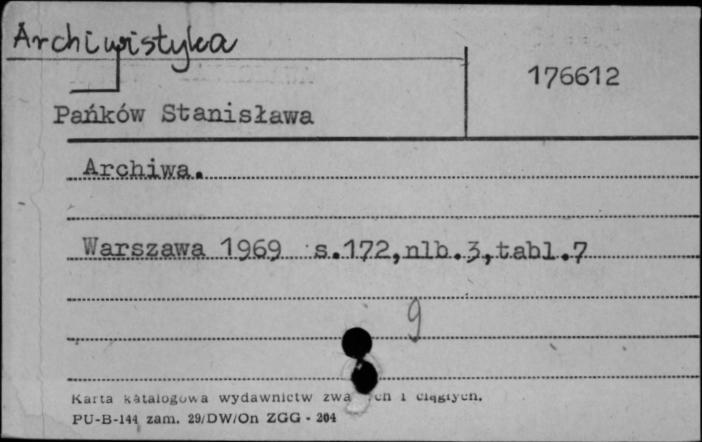 Archiwistyka
176612
Pańków Stanisława
Archiwa.
Warszawa 1969 s.172,nlb.3,tabl.7
9
Karta katalogowa wydawnictw i ciągłych.
PU-B-144 zam. 29/DW/On ZGG - 204